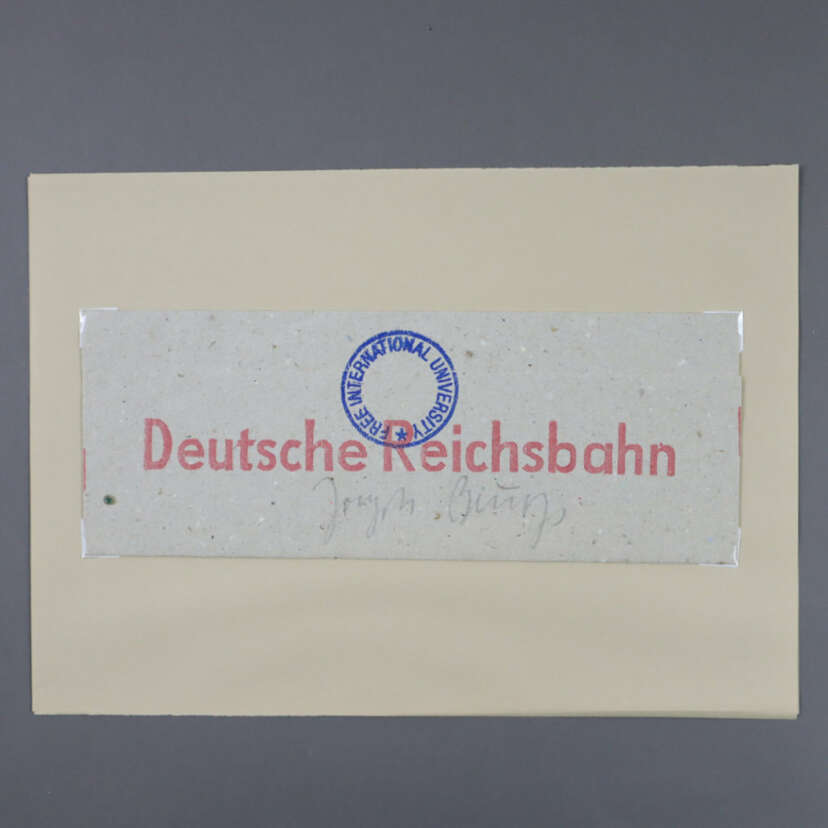 FREE INTERNATIONAL UNIVERSITY *
Deutsche Reichsbahn
Joseph Beuys